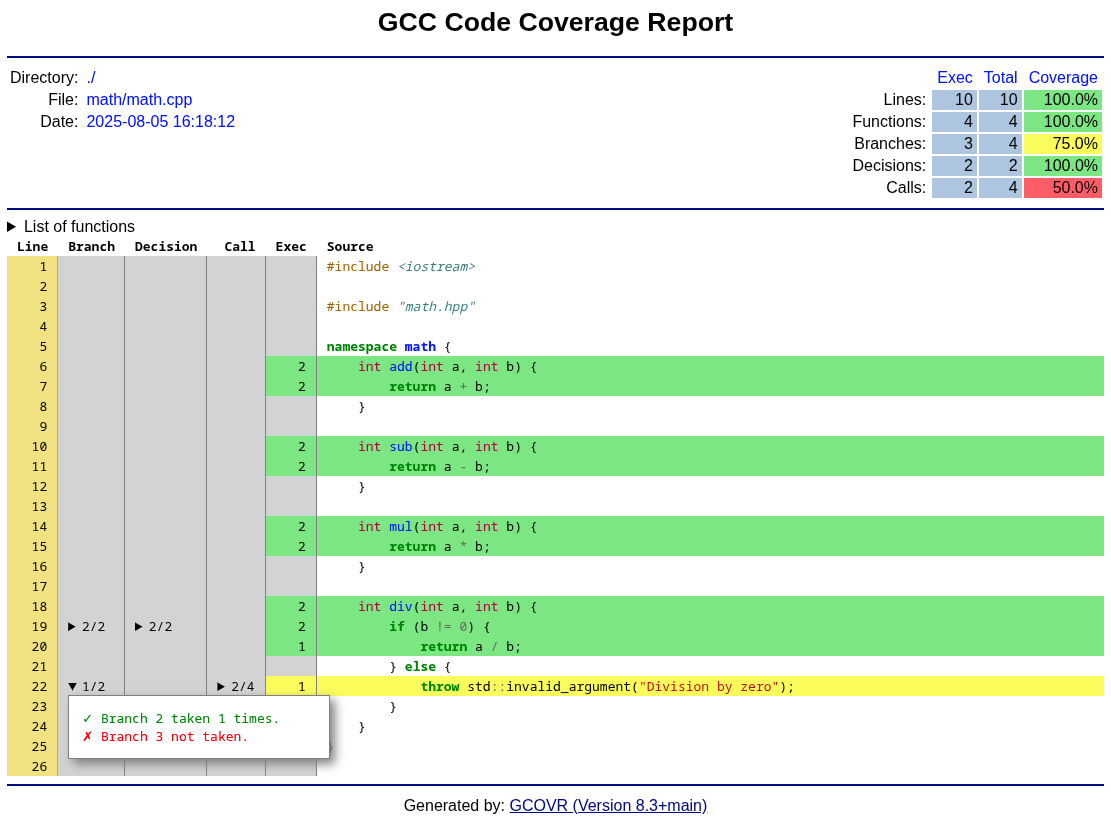 GCC Code Coverage Report
Directory: ./
File: math/math.cpp
Date: 2025-08-05 16:18:12
Exec Total Coverage
Lines: 10 10 100.0%
Functions: 4 4 100.0%
Branches: 3 4 75.0%
Decisions: 2 2 100.0%
Calls: 2 4 50.0%
▶ List of functions
Line Branch Decision Call Exec Source
1 #include <iostream>
2
3 #include "math.hpp"
4
5 namespace math {
6 2 int add(int a, int b) {
7 2 return a + b;
8 }
9
10 2 int sub(int a, int b) {
11 2 return a - b;
12 }
13
14 2 int mul(int a, int b) {
15 2 return a * b;
16 }
17
18 2 int div(int a, int b) {
19 ▶ 2/2 ▶ 2/2 2 if (b != 0) {
20 1 return a / b;
21 } else {
22 ▼ 1/2 ▶ 2/4 1 throw std::invalid_argument("Division by zero");
23 }
✓ Branch 2 taken 1 times.
✗ Branch 3 not taken.
24 }
25 }
26
Generated by: GCOVR (Version 8.3+main)